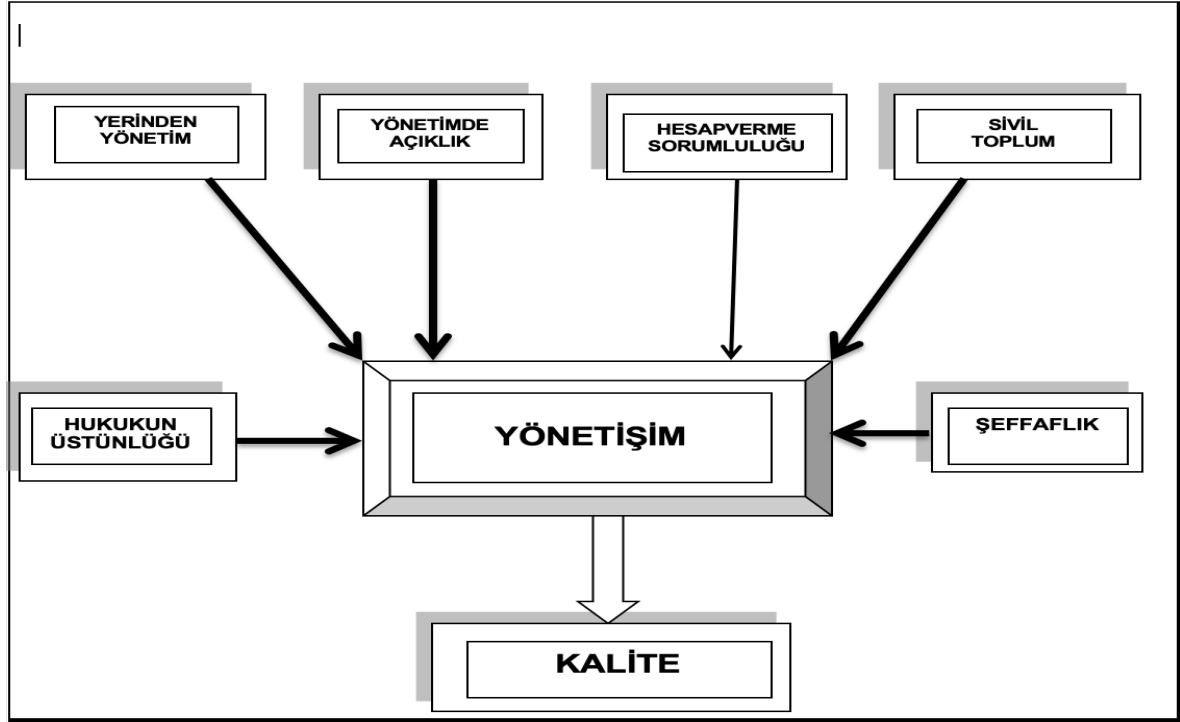 YERİNDEN
YÖNETİM
YÖNETİMDE
AÇIKLIK
HESAPVERME
SORUMLULUĞU
SİVİL
TOPLUM
HUKUKUN
ÜSTÜNLÜĞÜ
YÖNETİŞİM
ŞEFFAFLIK
KALİTE